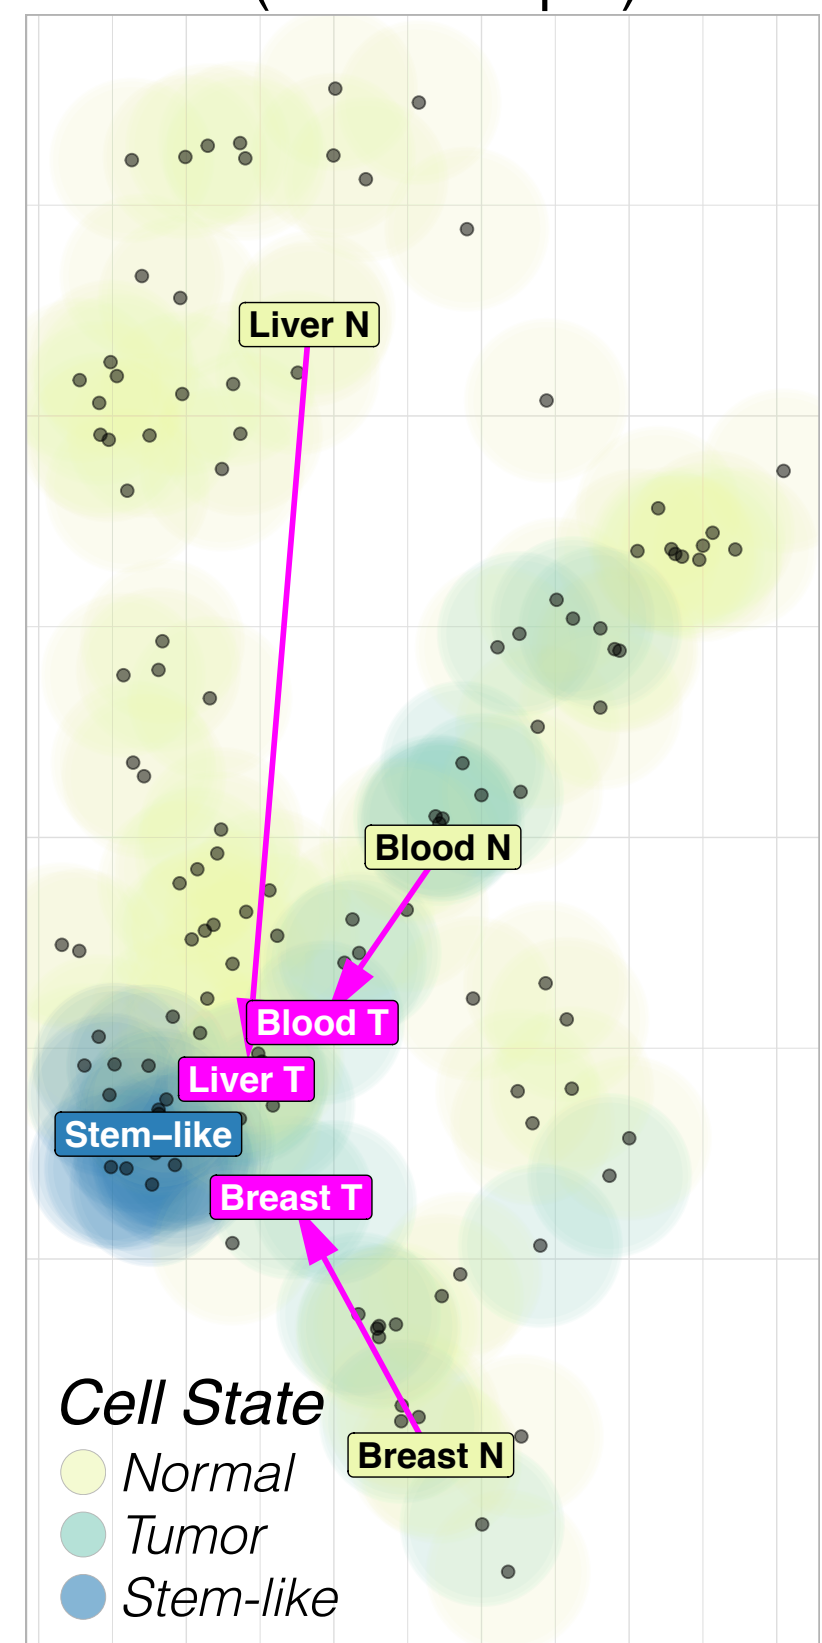 Liver N
Blood N
Blood T
Liver T
Stem–like
Breast T
Cell State
Breast N
Normal
Tumor
Stem-like